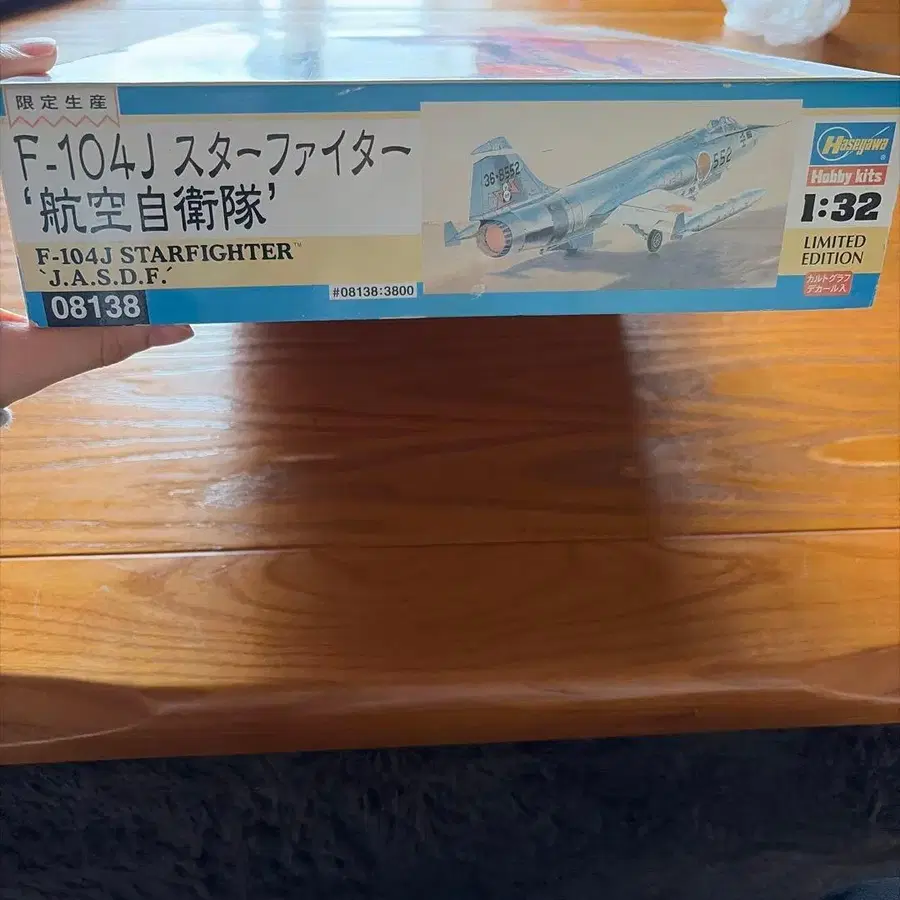 限定生産
F-104J スターファイター
'航空自衛隊'
F-104J STARFIGHTER™
'J.A.S.D.F.'
08138
#08138:3800
36-8552
552
Hasegawa
Hobby kits
1:32
LIMITED
EDITION
カルトグラフ
デカール入